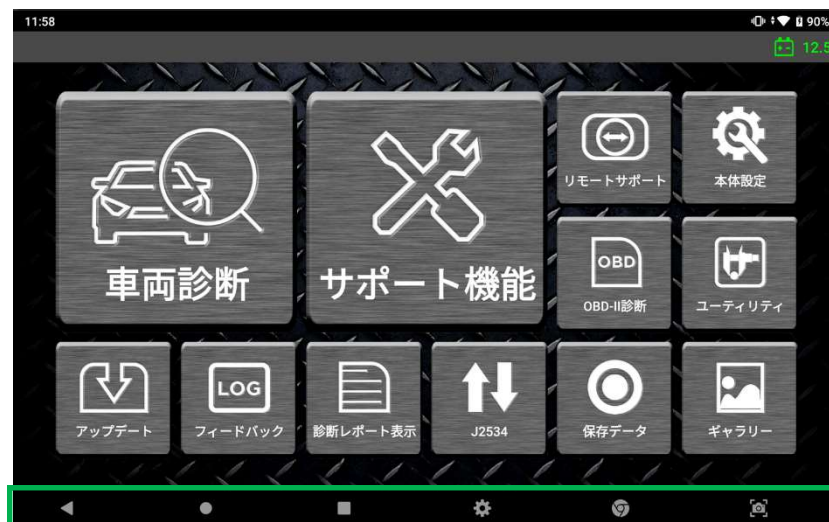 11:58
90%
12.5
車両診断
サポート機能
リモートサポート
本体設定
OBD
OBD-II診断
ユーティリティ
アップデート
LOG
フィードバック
診断レポート表示
J2534
保存データ
ギャラリー